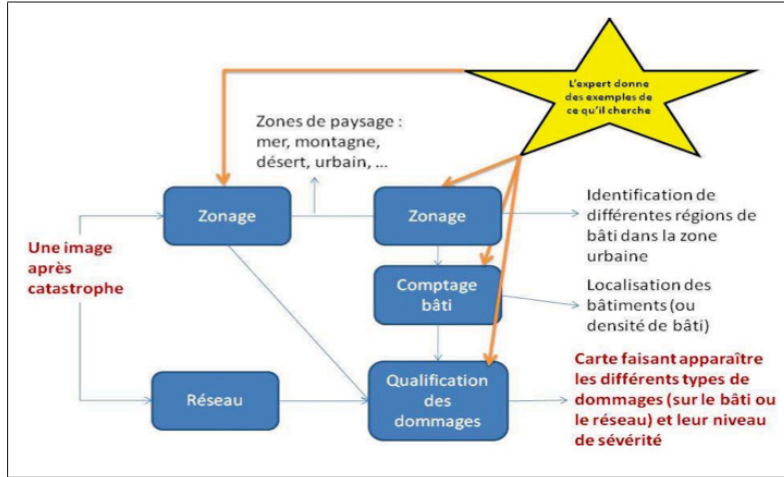 L'expert donne
des exemples de
ce qu'il cherche
Zones de paysage :
mer, montagne,
désert, urbain, ...
Zonage
Zonage
Identification de
différentes régions de
bâti dans la zone
urbaine
Une image
après
catastrophe
Comptage
bâti
Localisation des
bâtiments (ou
densité de bâti)
Réseau
Qualification
des
dommages
Carte faisant apparaître
les différents types de
dommages (sur le bâti ou
le réseau) et leur niveau
de sévérité